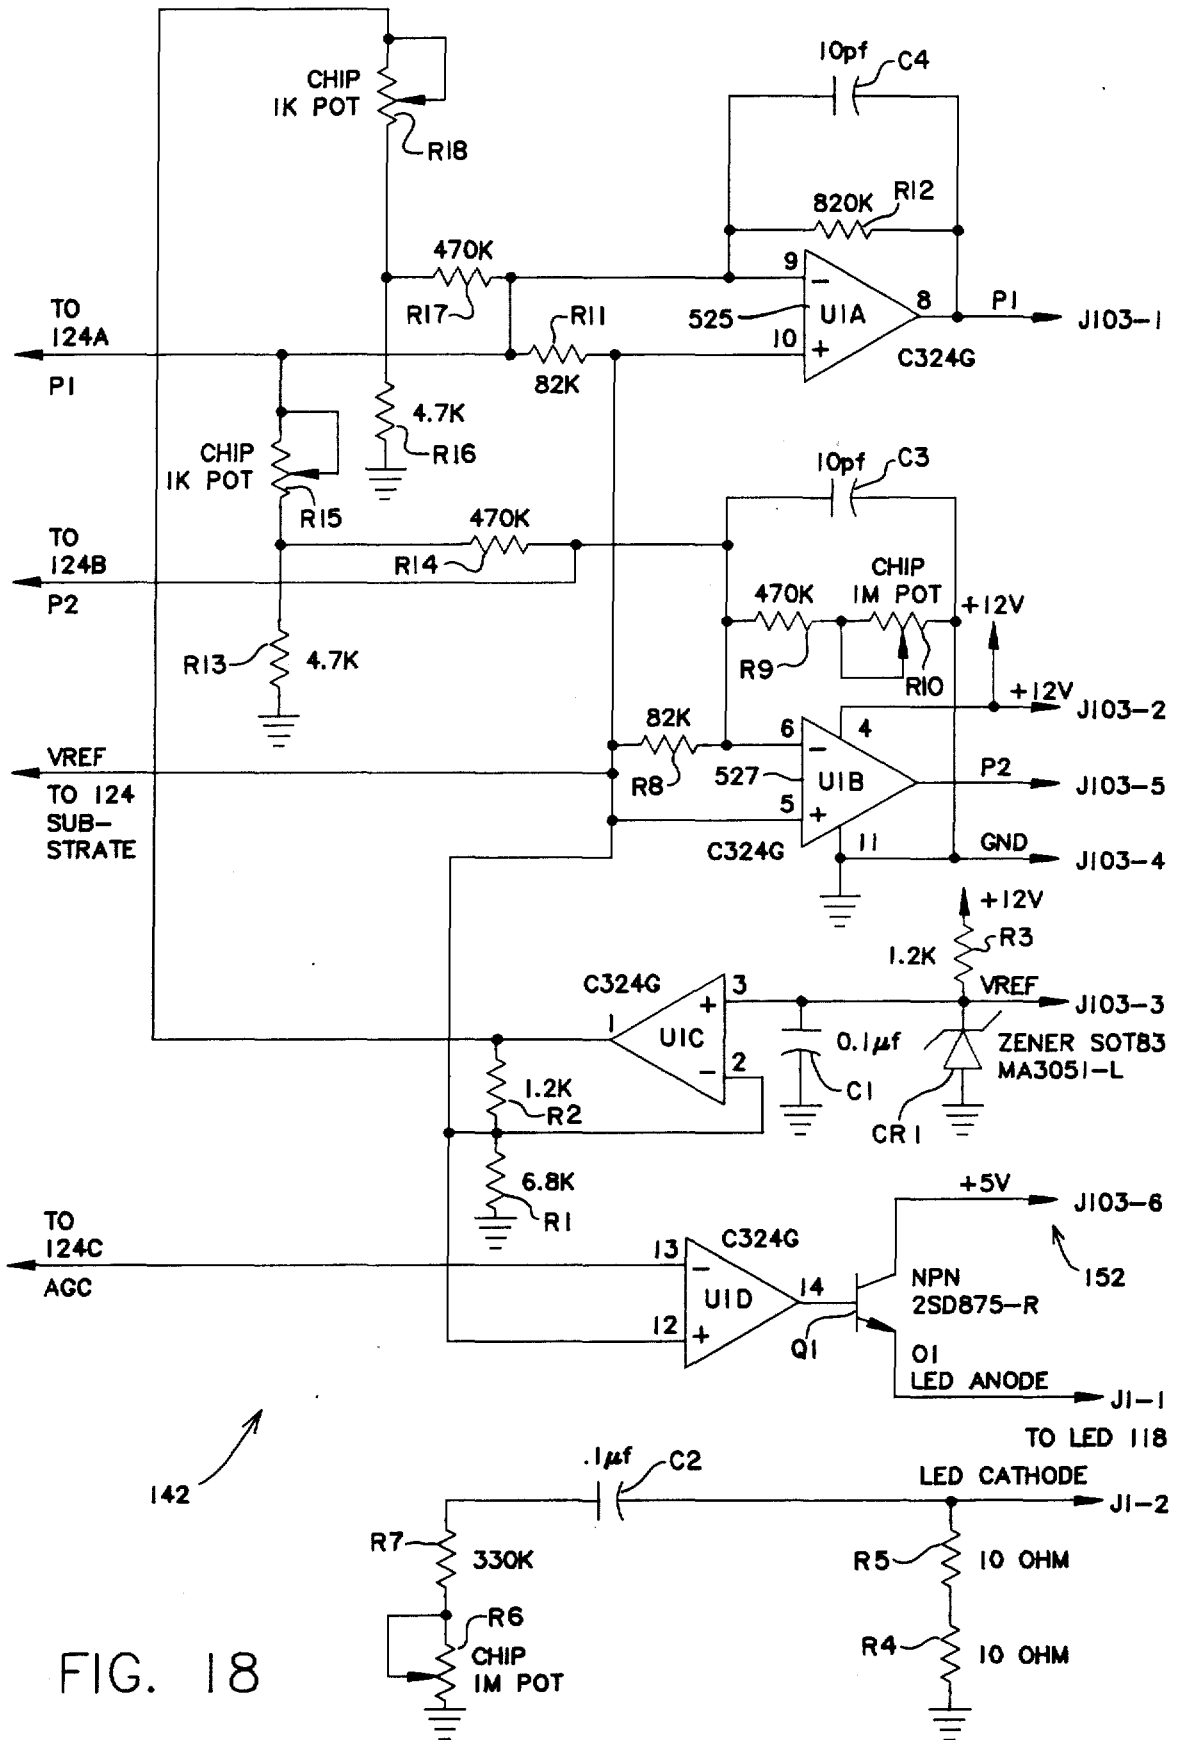 10pf
C4
CHIP
1K POT
R18
820K
R12
470K
R17
9
−
U1A
525
8
P1
J103-1
TO
124A
P1
R11
82K
10
+
C324G
4.7K
R16
CHIP
1K POT
R15
10pf
C3
470K
R14
TO
124B
P2
CHIP
1M POT
470K
R9
R10
+12V
R13
4.7K
+12V
J103-2
82K
R8
6
−
4
527
U1B
P2
J103-5
VREF
TO 124
SUB-
STRATE
5
+
C324G
11
GND
J103-4
+12V
R3
1.2K
VREF
J103-3
C324G
3
+
1
U1C
−
2
0.1µf
C1
ZENER SOT83
MA3051-L
CR1
1.2K
R2
6.8K
R1
+5V
J103-6
152
TO
124C
AGC
C324G
13
−
U1D
14
12
+
Q1
NPN
2SD875-R
01
LED ANODE
J1-1
TO LED 118
142
.1µf
C2
LED CATHODE
J1-2
R7
330K
R5
10 OHM
R6
CHIP
1M POT
R4
10 OHM
FIG. 18